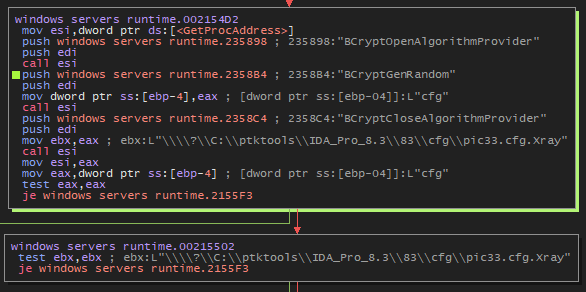 windows servers runtime.002154D2
mov esi,dword ptr ds:[<GetProcAddress>]
push windows servers runtime.2358​98 ; 235898:"BCryptOpenAlgorithmProvider"
push edi
call esi
push windows servers runtime.2358B4 ; 2358B4:"BCryptGenRandom"
push edi
mov dword ptr ss:[ebp-4],eax ; [dword ptr ss:[ebp-04]]:L"cfg"
call esi
push windows servers runtime.2358C4 ; 2358C4:"BCryptCloseAlgorithmProvider"
push edi
mov ebx,eax ; ebx:L"\\\\?\\C:\\ptktools\\IDA_Pro_8.3\\83\\cfg\\pic33.cfg.Xray"
call esi
mov esi,eax
mov eax,dword ptr ss:[ebp-4] ; [dword ptr ss:[ebp-04]]:L"cfg"
test eax,eax
je windows servers runtime.2155F3
windows servers runtime.00215502
test ebx,ebx ; ebx:L"\\\\?\\C:\\ptktools\\IDA_Pro_8.3\\83\\cfg\\pic33.cfg.Xray"
je windows servers runtime.2155F3